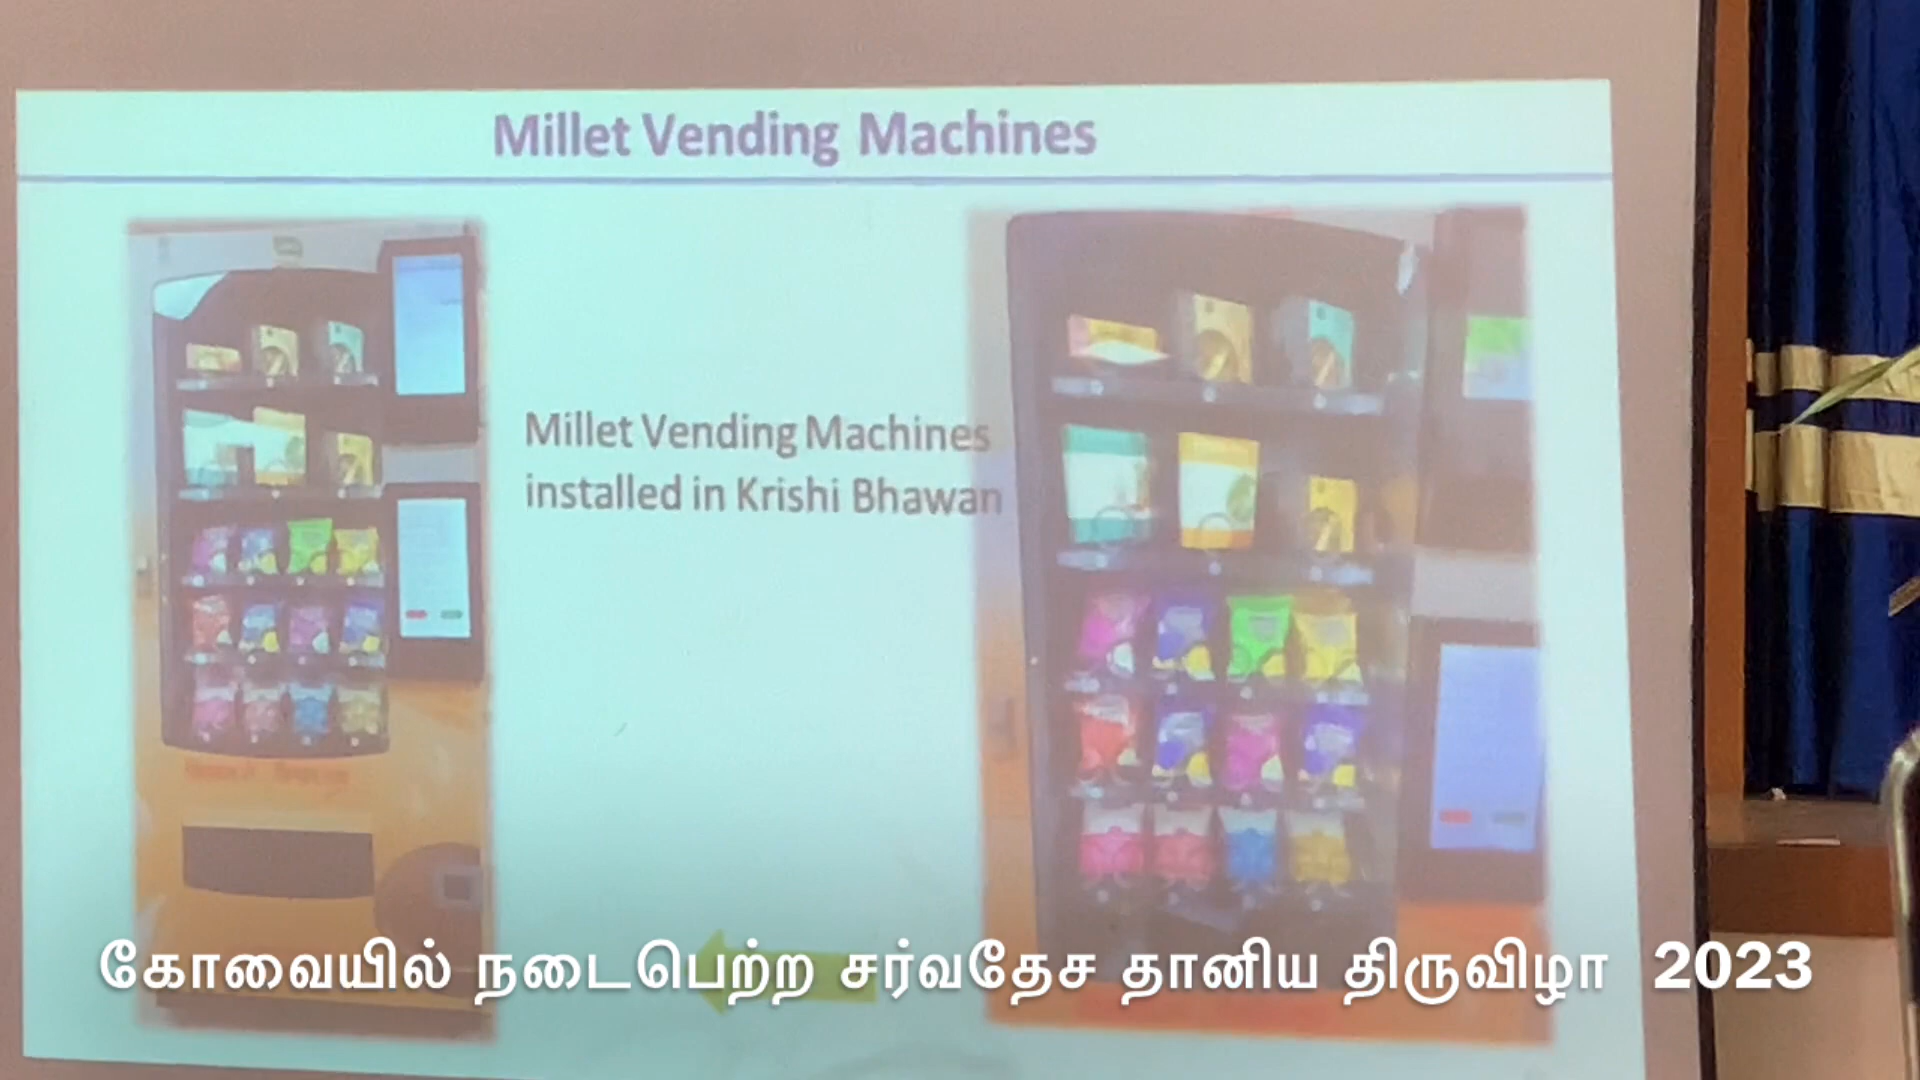 Millet Vending Machines
Millet Vending Machines
installed in Krishi Bhawan
கோவையில் நடைபெற்ற சர்வதேச தானிய திருவிழா 2023